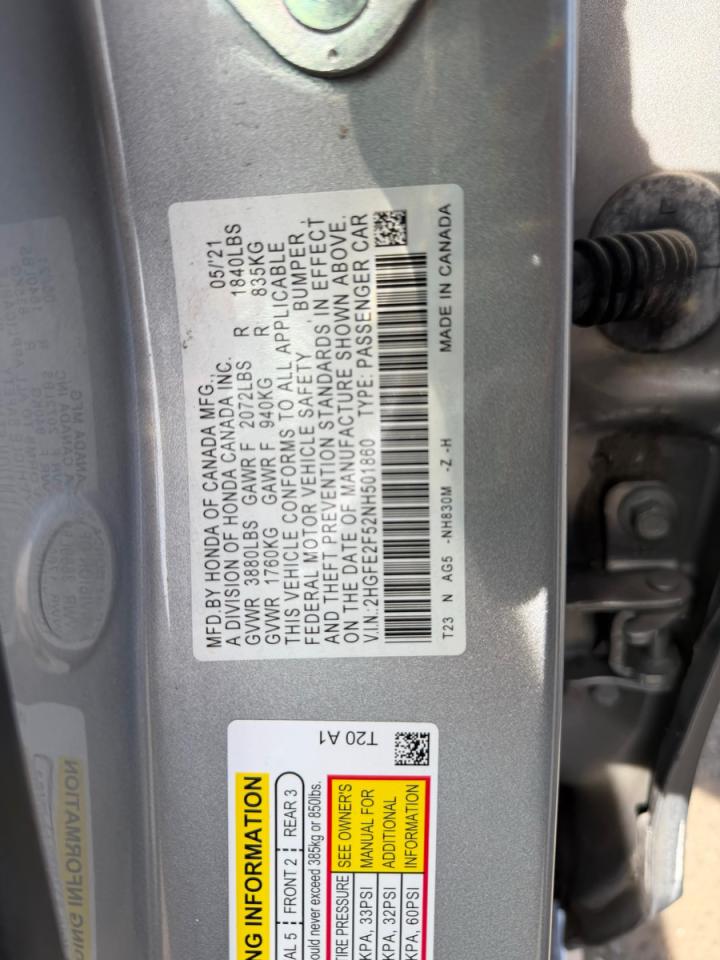 MFD.BY HONDA OF CANADA MFG.,
A DIVISION OF HONDA CANADA INC. 05/'21
GVWR 3880LBS GAWR F 2072LBS R 1840LBS
GVWR 1760KG GAWR F 940KG R 835KG
THIS VEHICLE CONFORMS TO ALL APPLICABLE
FEDERAL MOTOR VEHICLE SAFETY, BUMPER,
AND THEFT PREVENTION STANDARDS IN EFFECT
ON THE DATE OF MANUFACTURE SHOWN ABOVE.
V.I.N.:2HGFE2F52NH501860 TYPE: PASSENGER CAR
T23 N AG5 -NH830M -Z -H MADE IN CANADA
T20 A1
INFORMATION
5 FRONT 2 REAR 3
never exceed 385kg or 850lbs.
PRESSURE SEE OWNER'S
KPA, 33PSI MANUAL FOR
KPA, 32PSI ADDITIONAL
KPA, 60PSI INFORMATION